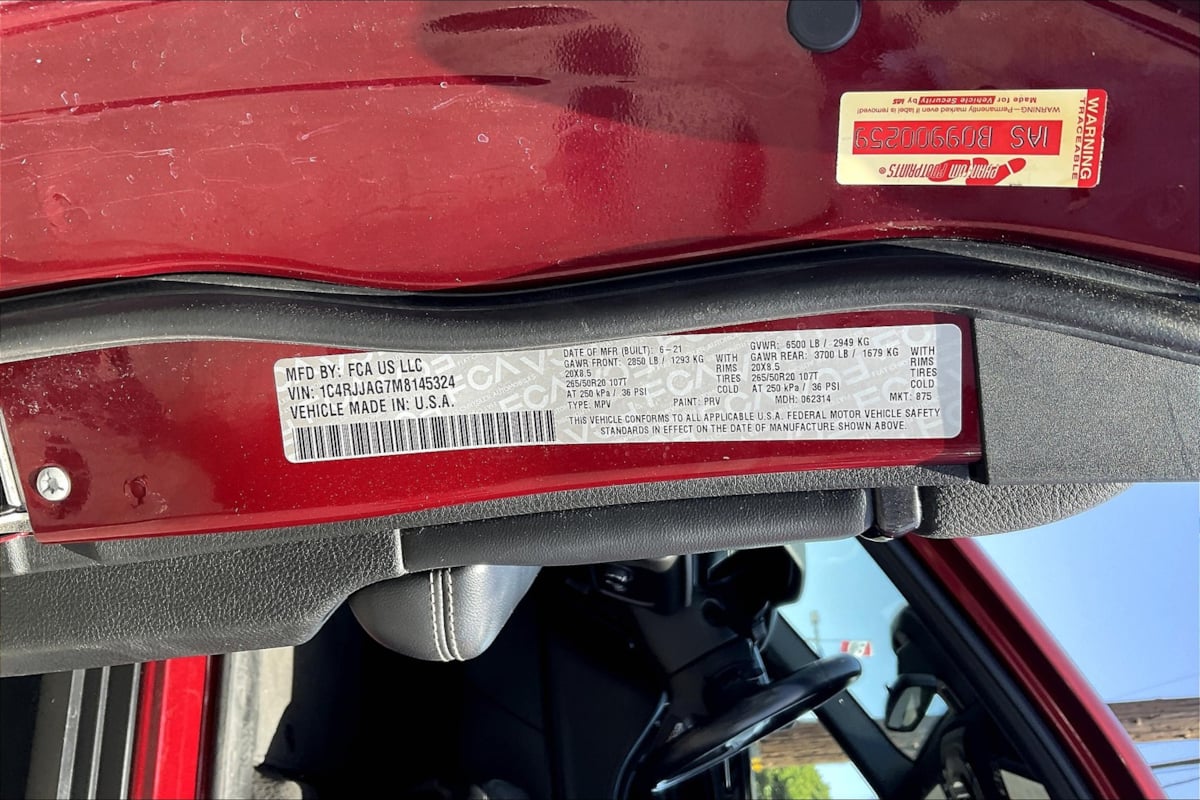 MFD BY: FCA US LLC
VIN: 1C4RJJAG7M8145324
VEHICLE MADE IN: U.S.A.
DATE OF MFR (BUILT): 6-21
GAWR FRONT: 2850 LB / 1293 KG WITH
20X8.5 RIMS
265/50R20 107T TIRES
AT 250 kPa / 36 PSI COLD
TYPE: MPV PAINT: PRV
GVWR: 6500 LB / 2949 KG
GAWR REAR: 3700 LB / 1679 KG WITH
20X8.5 RIMS
265/50R20 107T TIRES
AT 250 kPa / 36 PSI COLD
MDH: 062314 MKT: 875
THIS VEHICLE CONFORMS TO ALL APPLICABLE U.S.A. FEDERAL MOTOR VEHICLE SAFETY
STANDARDS IN EFFECT ON THE DATE OF MANUFACTURE SHOWN ABOVE.
WARNING
TRACEABLE
PHANTOM FOOTPRINTS®
IAS B09900259
WARNING-Permanently marked even if label is removed!
Made for Vehicle Security by IAS